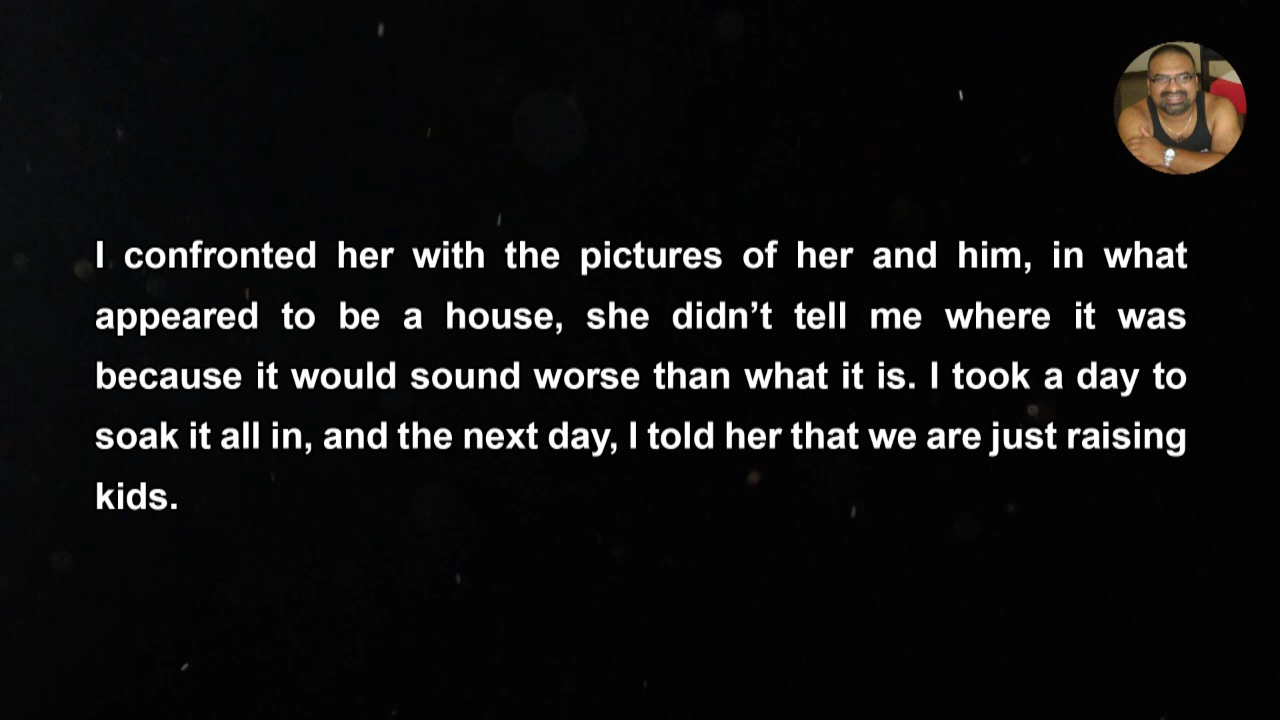 I confronted her with the pictures of her and him, in what
appeared to be a house, she didn’t tell me where it was
because it would sound worse than what it is. I took a day to
soak it all in, and the next day, I told her that we are just raising
kids.